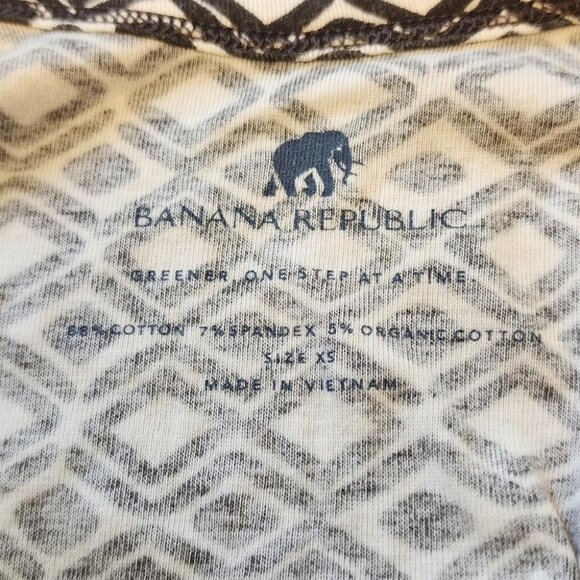 BANANA REPUBLIC
GREENER ONE STEP AT A TIME.
88% COTTON 7% SPANDEX 5% ORGANIC COTTON
SIZE XS
MADE IN VIETNAM